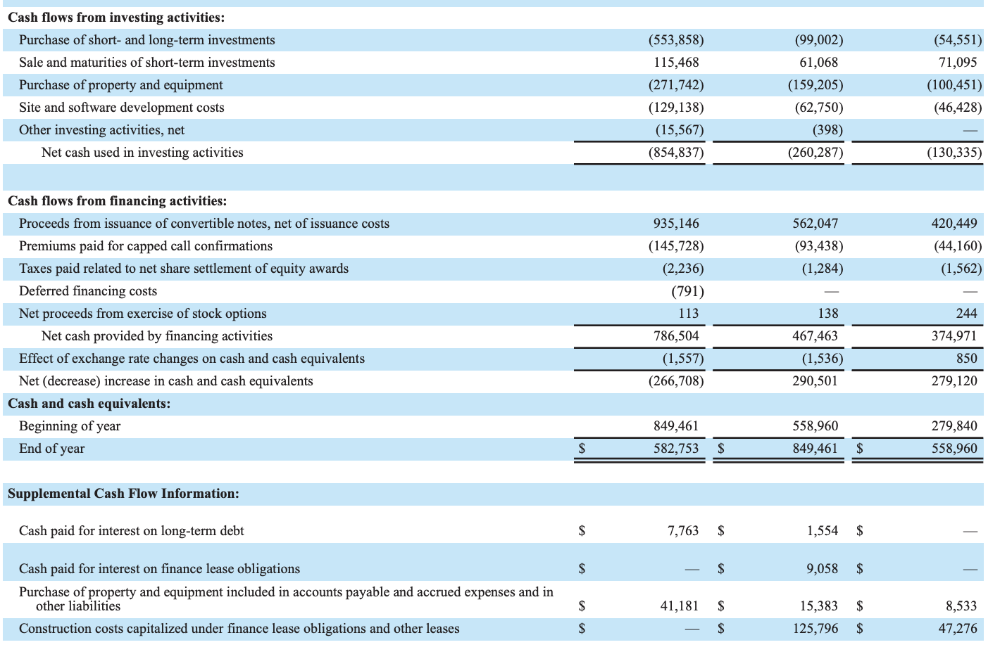 Cash flows from investing activities:
Purchase of short- and long-term investments (553,858) (99,002) (54,551)
Sale and maturities of short-term investments 115,468 61,068 71,095
Purchase of property and equipment (271,742) (159,205) (100,451)
Site and software development costs (129,138) (62,750) (46,428)
Other investing activities, net (15,567) (398) —
Net cash used in investing activities (854,837) (260,287) (130,335)
Cash flows from financing activities:
Proceeds from issuance of convertible notes, net of issuance costs 935,146 562,047 420,449
Premiums paid for capped call confirmations (145,728) (93,438) (44,160)
Taxes paid related to net share settlement of equity awards (2,236) (1,284) (1,562)
Deferred financing costs (791) — —
Net proceeds from exercise of stock options 113 138 244
Net cash provided by financing activities 786,504 467,463 374,971
Effect of exchange rate changes on cash and cash equivalents (1,557) (1,536) 850
Net (decrease) increase in cash and cash equivalents (266,708) 290,501 279,120
Cash and cash equivalents:
Beginning of year 849,461 558,960 279,840
End of year $ 582,753 $ 849,461 $ 558,960
Supplemental Cash Flow Information:
Cash paid for interest on long-term debt $ 7,763 $ 1,554 $ —
Cash paid for interest on finance lease obligations $ — $ 9,058 $ —
Purchase of property and equipment included in accounts payable and accrued expenses and in
other liabilities $ 41,181 $ 15,383 $ 8,533
Construction costs capitalized under finance lease obligations and other leases $ — $ 125,796 $ 47,276